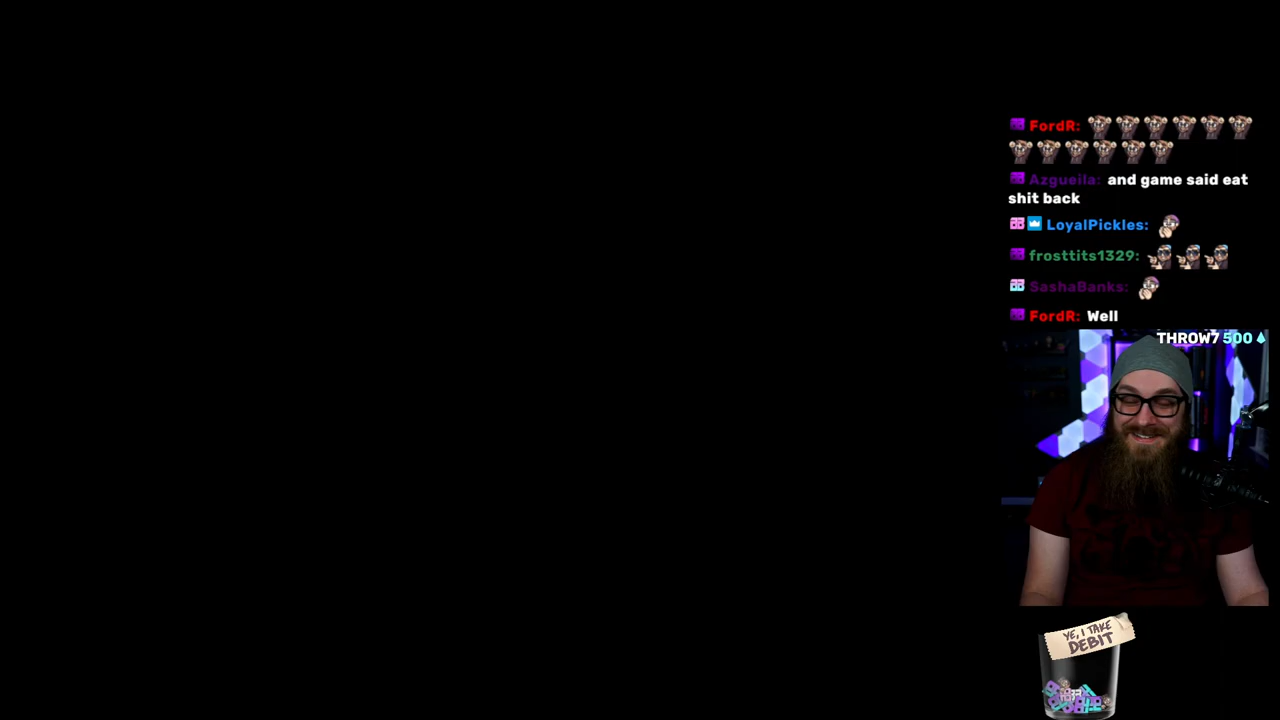 FordR:
Azgueila: and game said eat
shit back
LoyalPickles:
frosttits1329:
SashaBanks:
FordR: Well
THROW7 500
YE, I TAKE
DEBIT